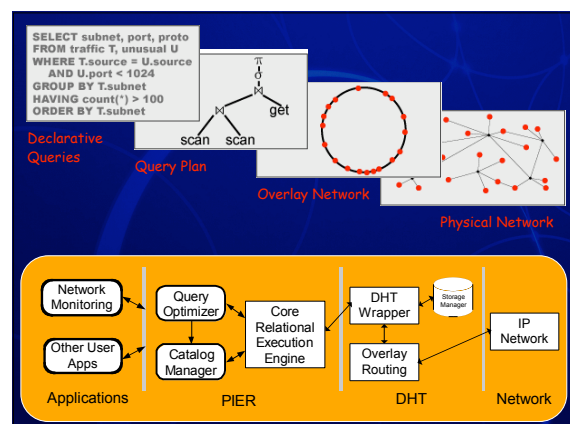 SELECT subnet, port, proto
FROM traffic T, unusual U
WHERE T.source = U.source
AND U.port < 1024
GROUP BY T.subnet
HAVING count(*) > 100
ORDER BY T.subnet
Declarative
Queries
π
σ
⋈
⋈
get
scan
scan
Query Plan
Overlay Network
Physical Network
Network
Monitoring
Other User
Apps
Applications
Query
Optimizer
Catalog
Manager
Core
Relational
Execution
Engine
PIER
DHT
Wrapper
Storage
Manager
Overlay
Routing
DHT
IP
Network
Network